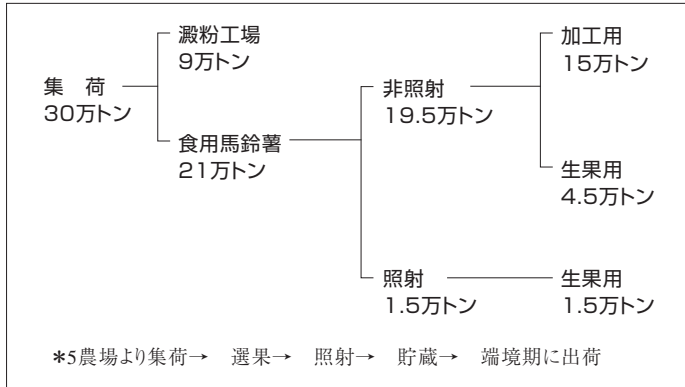 澱粉工場
9万トン
集　荷
30万トン
食用馬鈴薯
21万トン
非照射
19.5万トン
加工用
15万トン
生果用
4.5万トン
照射
1.5万トン
生果用
1.5万トン
*5農場より集荷→　選果→　照射→　貯蔵→　端境期に出荷